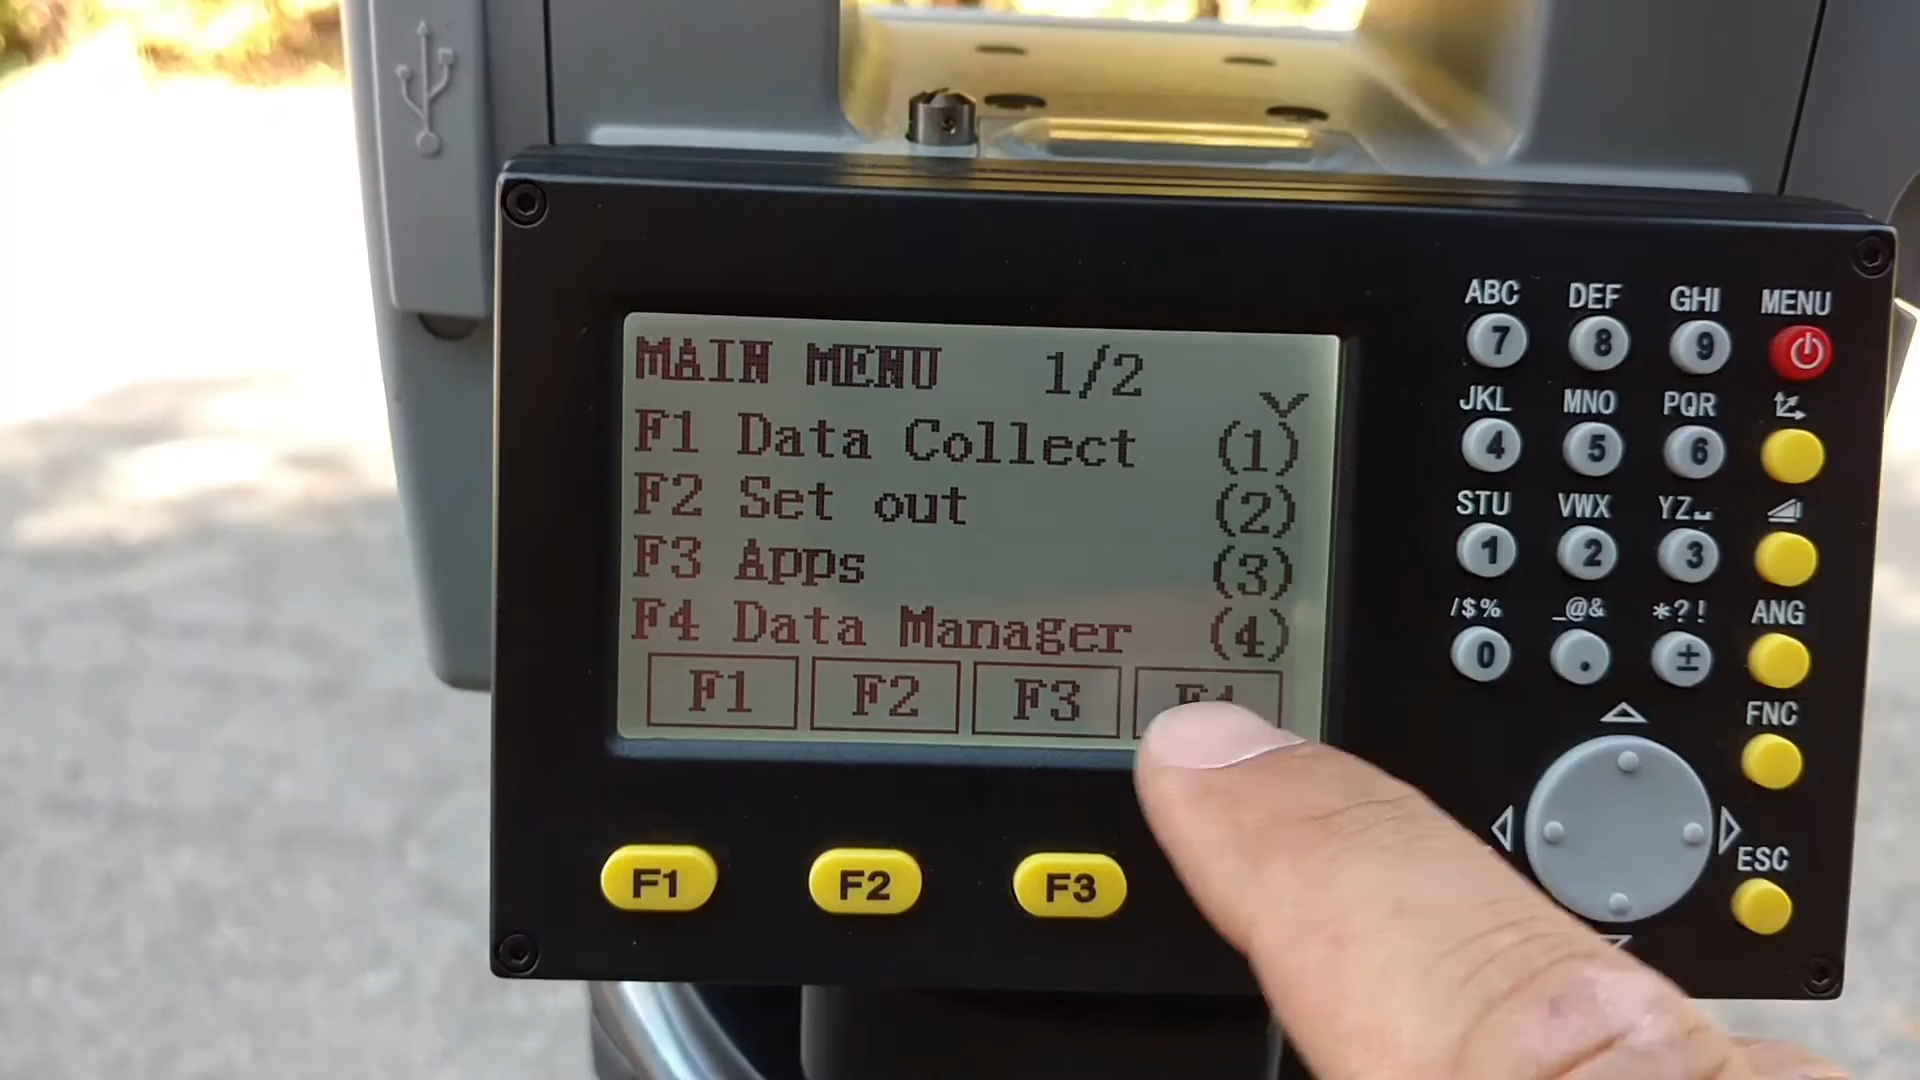 MAIN MENU 1/2
F1 Data Collect (1)
F2 Set out (2)
F3 Apps (3)
F4 Data Manager (4)
F1 F2 F3 F4
F1 F2 F3
ABC DEF GHI MENU
7 8 9
JKL MNO PQR
4 5 6
STU VWX YZ␣
1 2 3
/$% _@& *?! ANG
0 . ±
FNC
ESC